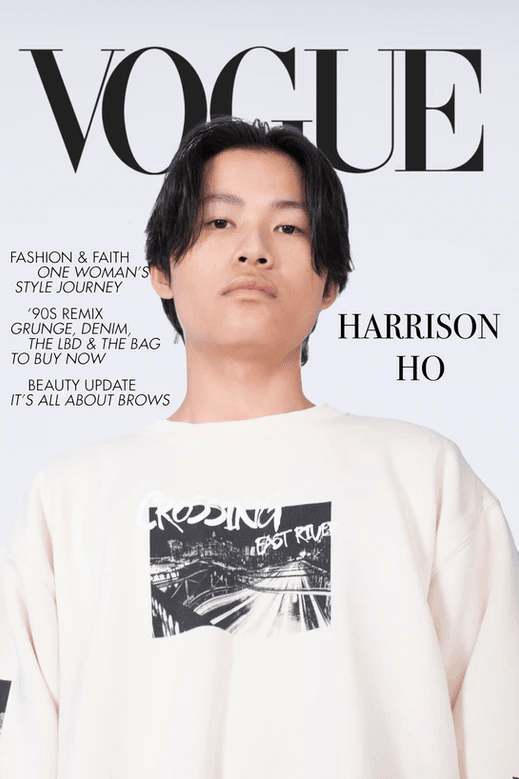 VOGUE
FASHION & FAITH
ONE WOMAN'S
STYLE JOURNEY
'90S REMIX
GRUNGE, DENIM,
THE LBD & THE BAG
TO BUY NOW
BEAUTY UPDATE
IT'S ALL ABOUT BROWS
HARRISON
HO
CROSSING
EAST RIVER